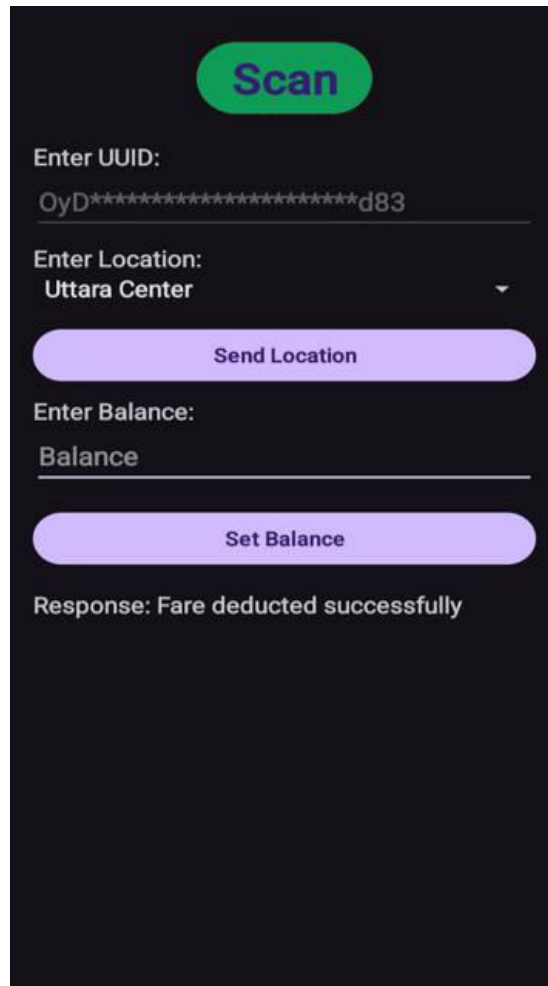 Scan
Enter UUID:
OyD**********************d83
Enter Location:
Uttara Center
Send Location
Enter Balance:
Balance
Set Balance
Response: Fare deducted successfully